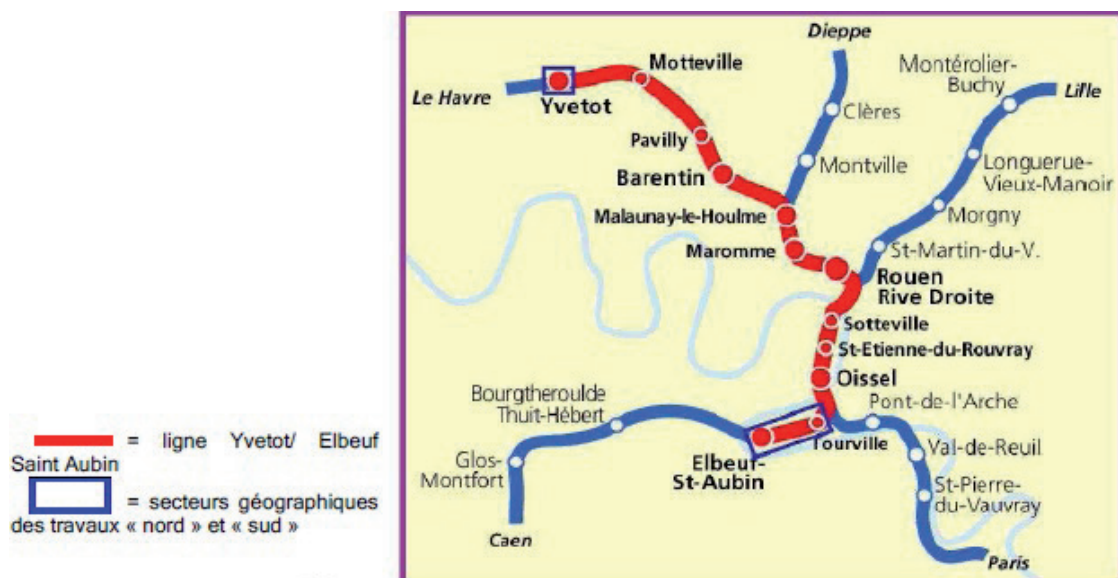 = ligne Yvetot/ Elbeuf
Saint Aubin
= secteurs géographiques
des travaux « nord » et « sud »
Dieppe
Le Havre
Yvetot
Motteville
Montérolier-
Buchy
Lille
Clères
Pavilly
Barentin
Montville
Longuerue-
Vieux-Manoir
Malaunay-le-Houlme
Morgny
Maromme
St-Martin-du-V.
Rouen
Rive Droite
Sotteville
St-Etienne-du-Rouvray
Oissel
Bourgtheroulde
Thuit-Hébert
Pont-de-l'Arche
Tourville
Elbeuf-
St-Aubin
Glos-
Montfort
Val-de-Reuil
St-Pierre-
du-Vauvray
Caen
Paris